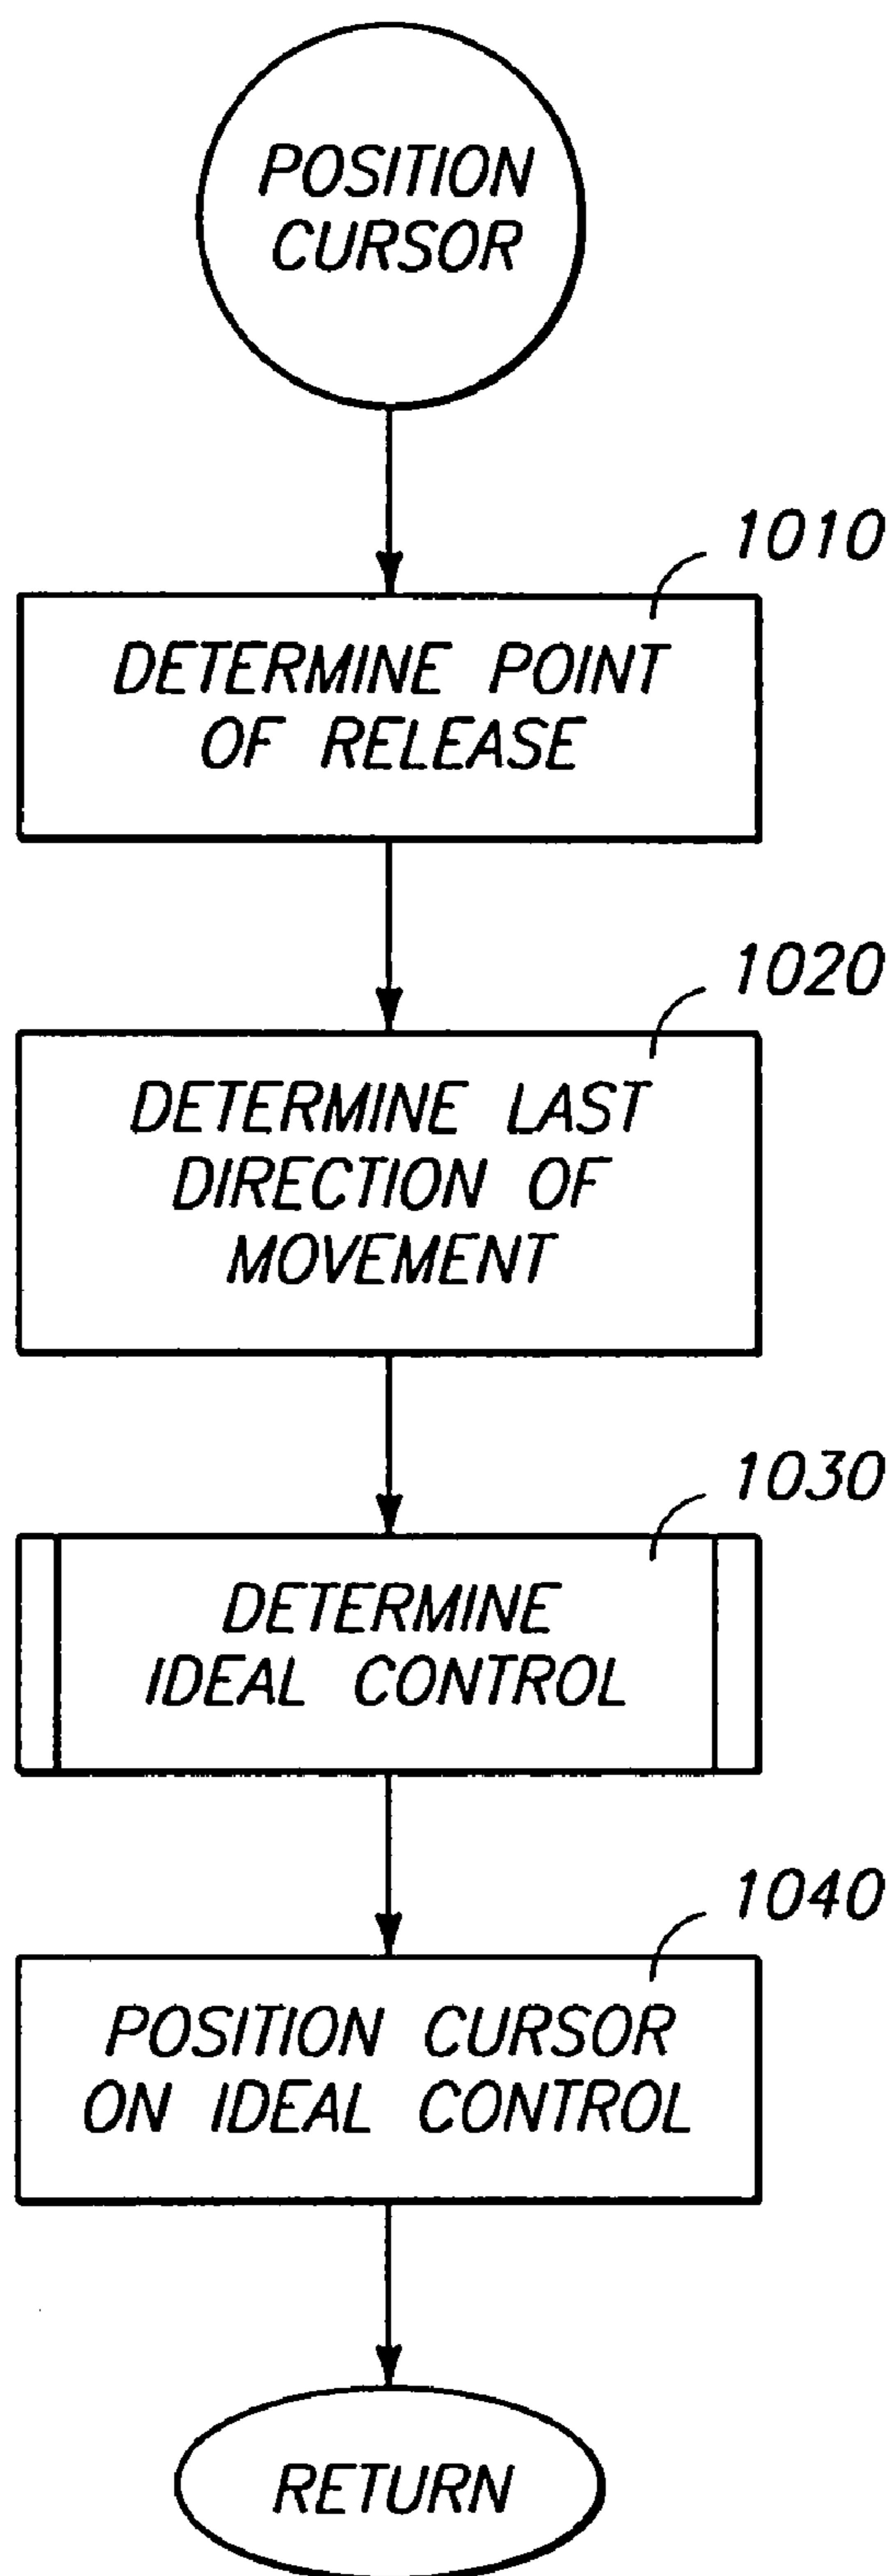 POSITION
CURSOR
1010
DETERMINE POINT
OF RELEASE
1020
DETERMINE LAST
DIRECTION OF
MOVEMENT
1030
DETERMINE
IDEAL CONTROL
1040
POSITION CURSOR
ON IDEAL CONTROL
RETURN